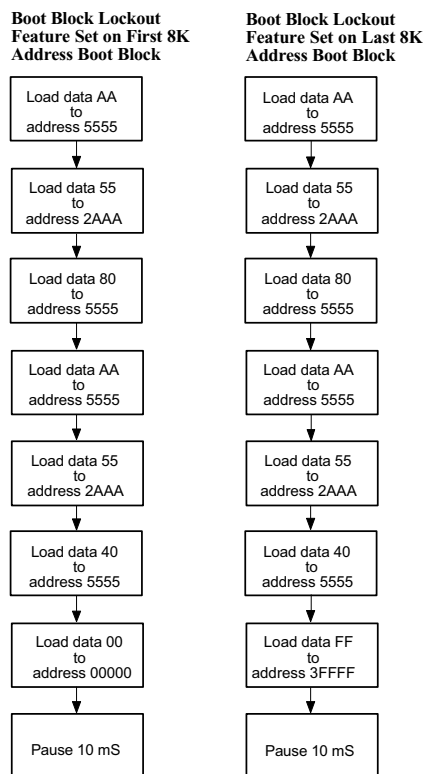 Boot Block Lockout
Feature Set on First 8K
Address Boot Block
Load data AA
to
address 5555
Load data 55
to
address 2AAA
Load data 80
to
address 5555
Load data AA
to
address 5555
Load data 55
to
address 2AAA
Load data 40
to
address 5555
Load data 00
to
address 00000
Pause 10 mS
Boot Block Lockout
Feature Set on Last 8K
Address Boot Block
Load data AA
to
address 5555
Load data 55
to
address 2AAA
Load data 80
to
address 5555
Load data AA
to
address 5555
Load data 55
to
address 2AAA
Load data 40
to
address 5555
Load data FF
to
address 3FFFF
Pause 10 mS